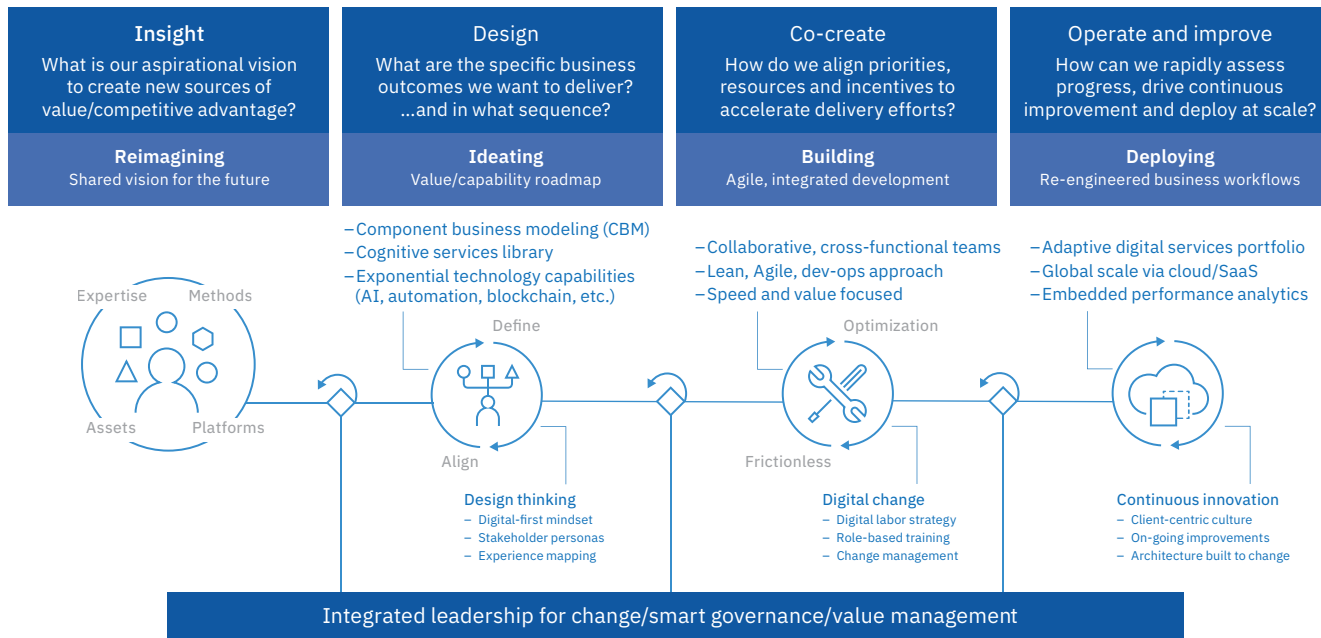 Insight
What is our aspirational vision
to create new sources of
value/competitive advantage?
Reimagining
Shared vision for the future
Design
What are the specific business
outcomes we want to deliver?
...and in what sequence?
Ideating
Value/capability roadmap
Co-create
How do we align priorities,
resources and incentives to
accelerate delivery efforts?
Building
Agile, integrated development
Operate and improve
How can we rapidly assess
progress, drive continuous
improvement and deploy at scale?
Deploying
Re-engineered business workflows
Expertise
Methods
Assets
Platforms
–Component business modeling (CBM)
–Cognitive services library
–Exponential technology capabilities
(AI, automation, blockchain, etc.)
Define
Align
Design thinking
– Digital-first mindset
– Stakeholder personas
– Experience mapping
–Collaborative, cross-functional teams
–Lean, Agile, dev-ops approach
–Speed and value focused
Optimization
Frictionless
Digital change
– Digital labor strategy
– Role-based training
– Change management
–Adaptive digital services portfolio
–Global scale via cloud/SaaS
–Embedded performance analytics
Continuous innovation
– Client-centric culture
– On-going improvements
– Architecture built to change
Integrated leadership for change/smart governance/value management